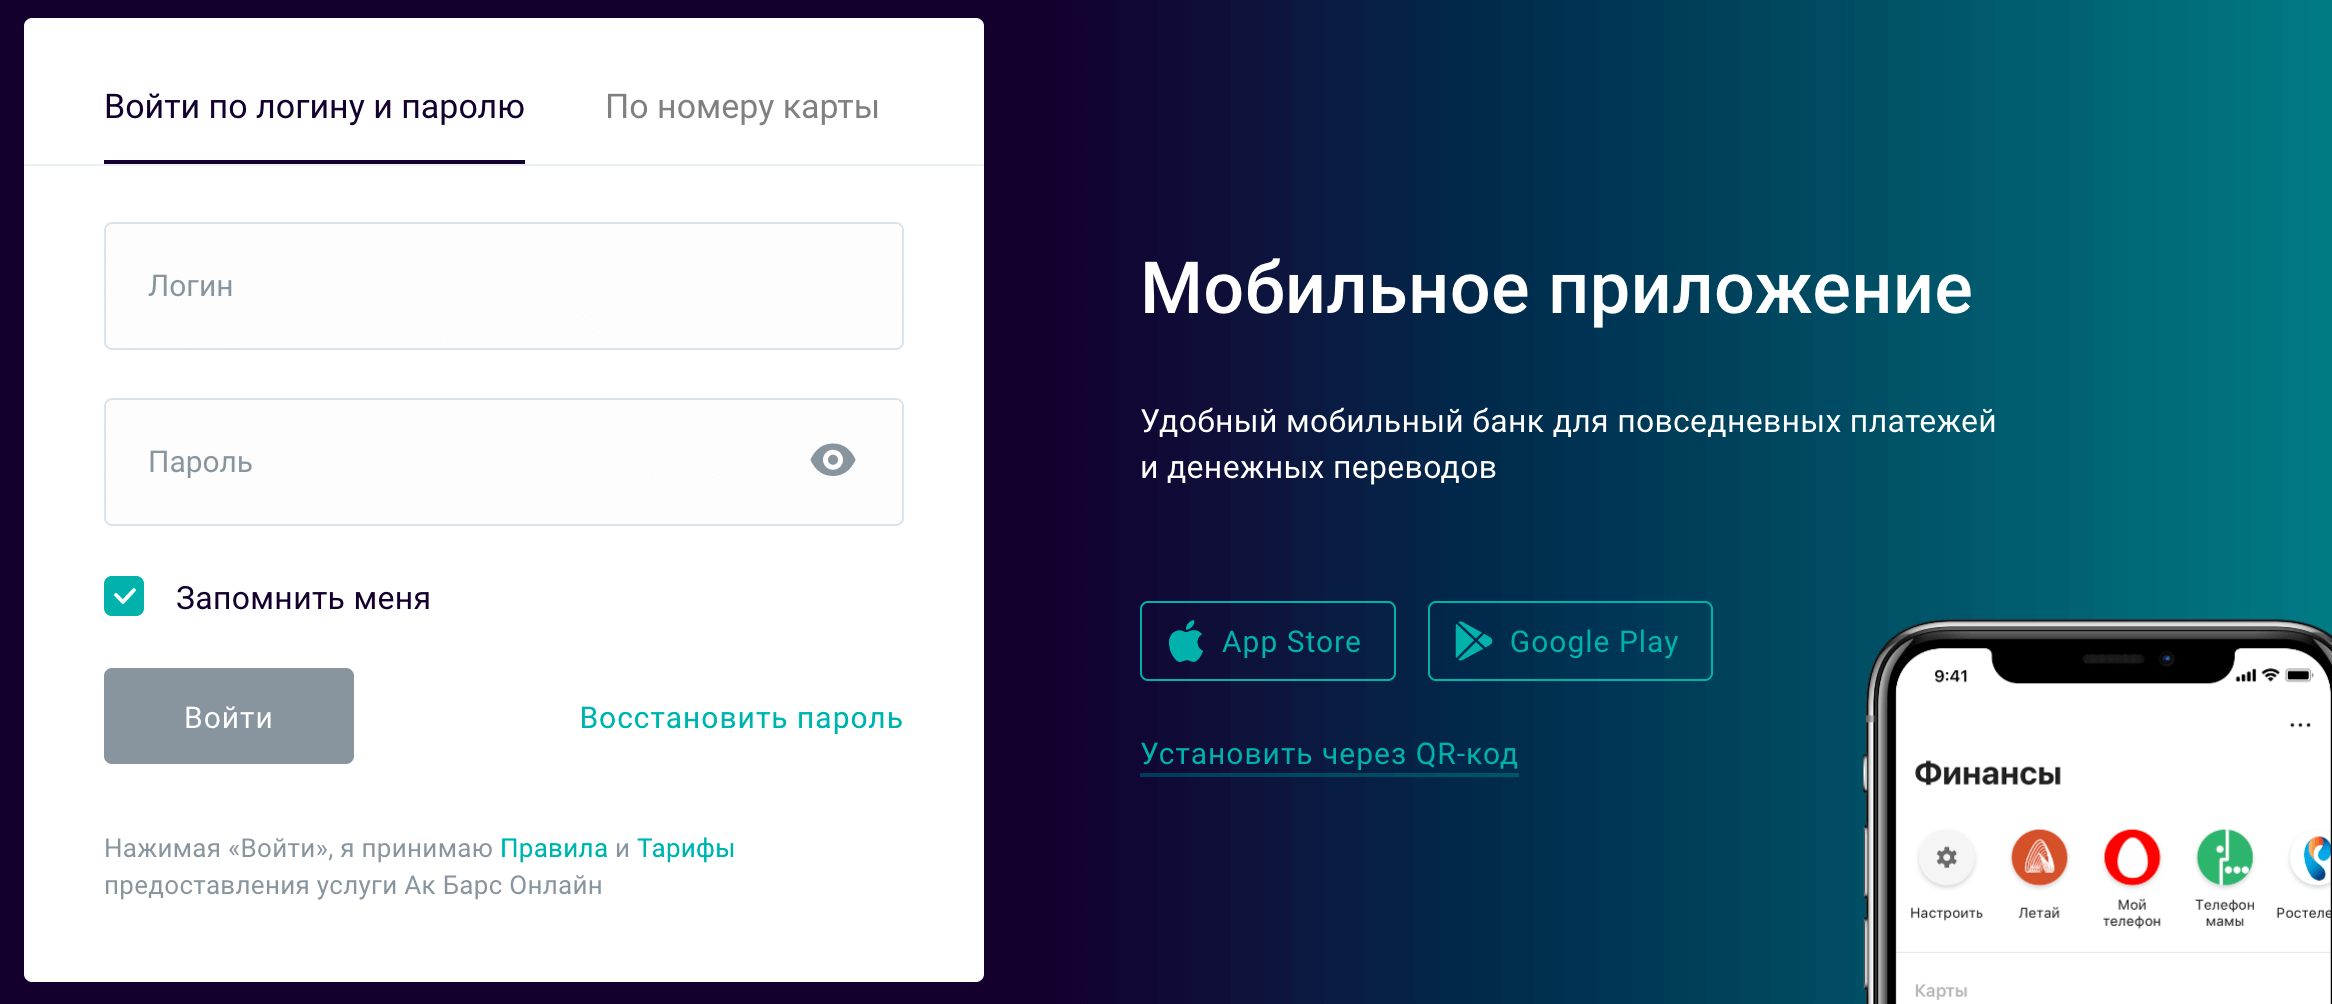 Войти по логину и паролю
По номеру карты
Логин
Пароль
Запомнить меня
Войти
Восстановить пароль
Нажимая «Войти», я принимаю Правила и Тарифы
предоставления услуги Ак Барс Онлайн
Мобильное приложение
Удобный мобильный банк для повседневных платежей
и денежных переводов
App Store
Google Play
Установить через QR-код
9:41
Финансы
Настроить
Летай
Мой
телефон
Телефон
мамы
Ростеле
Карты